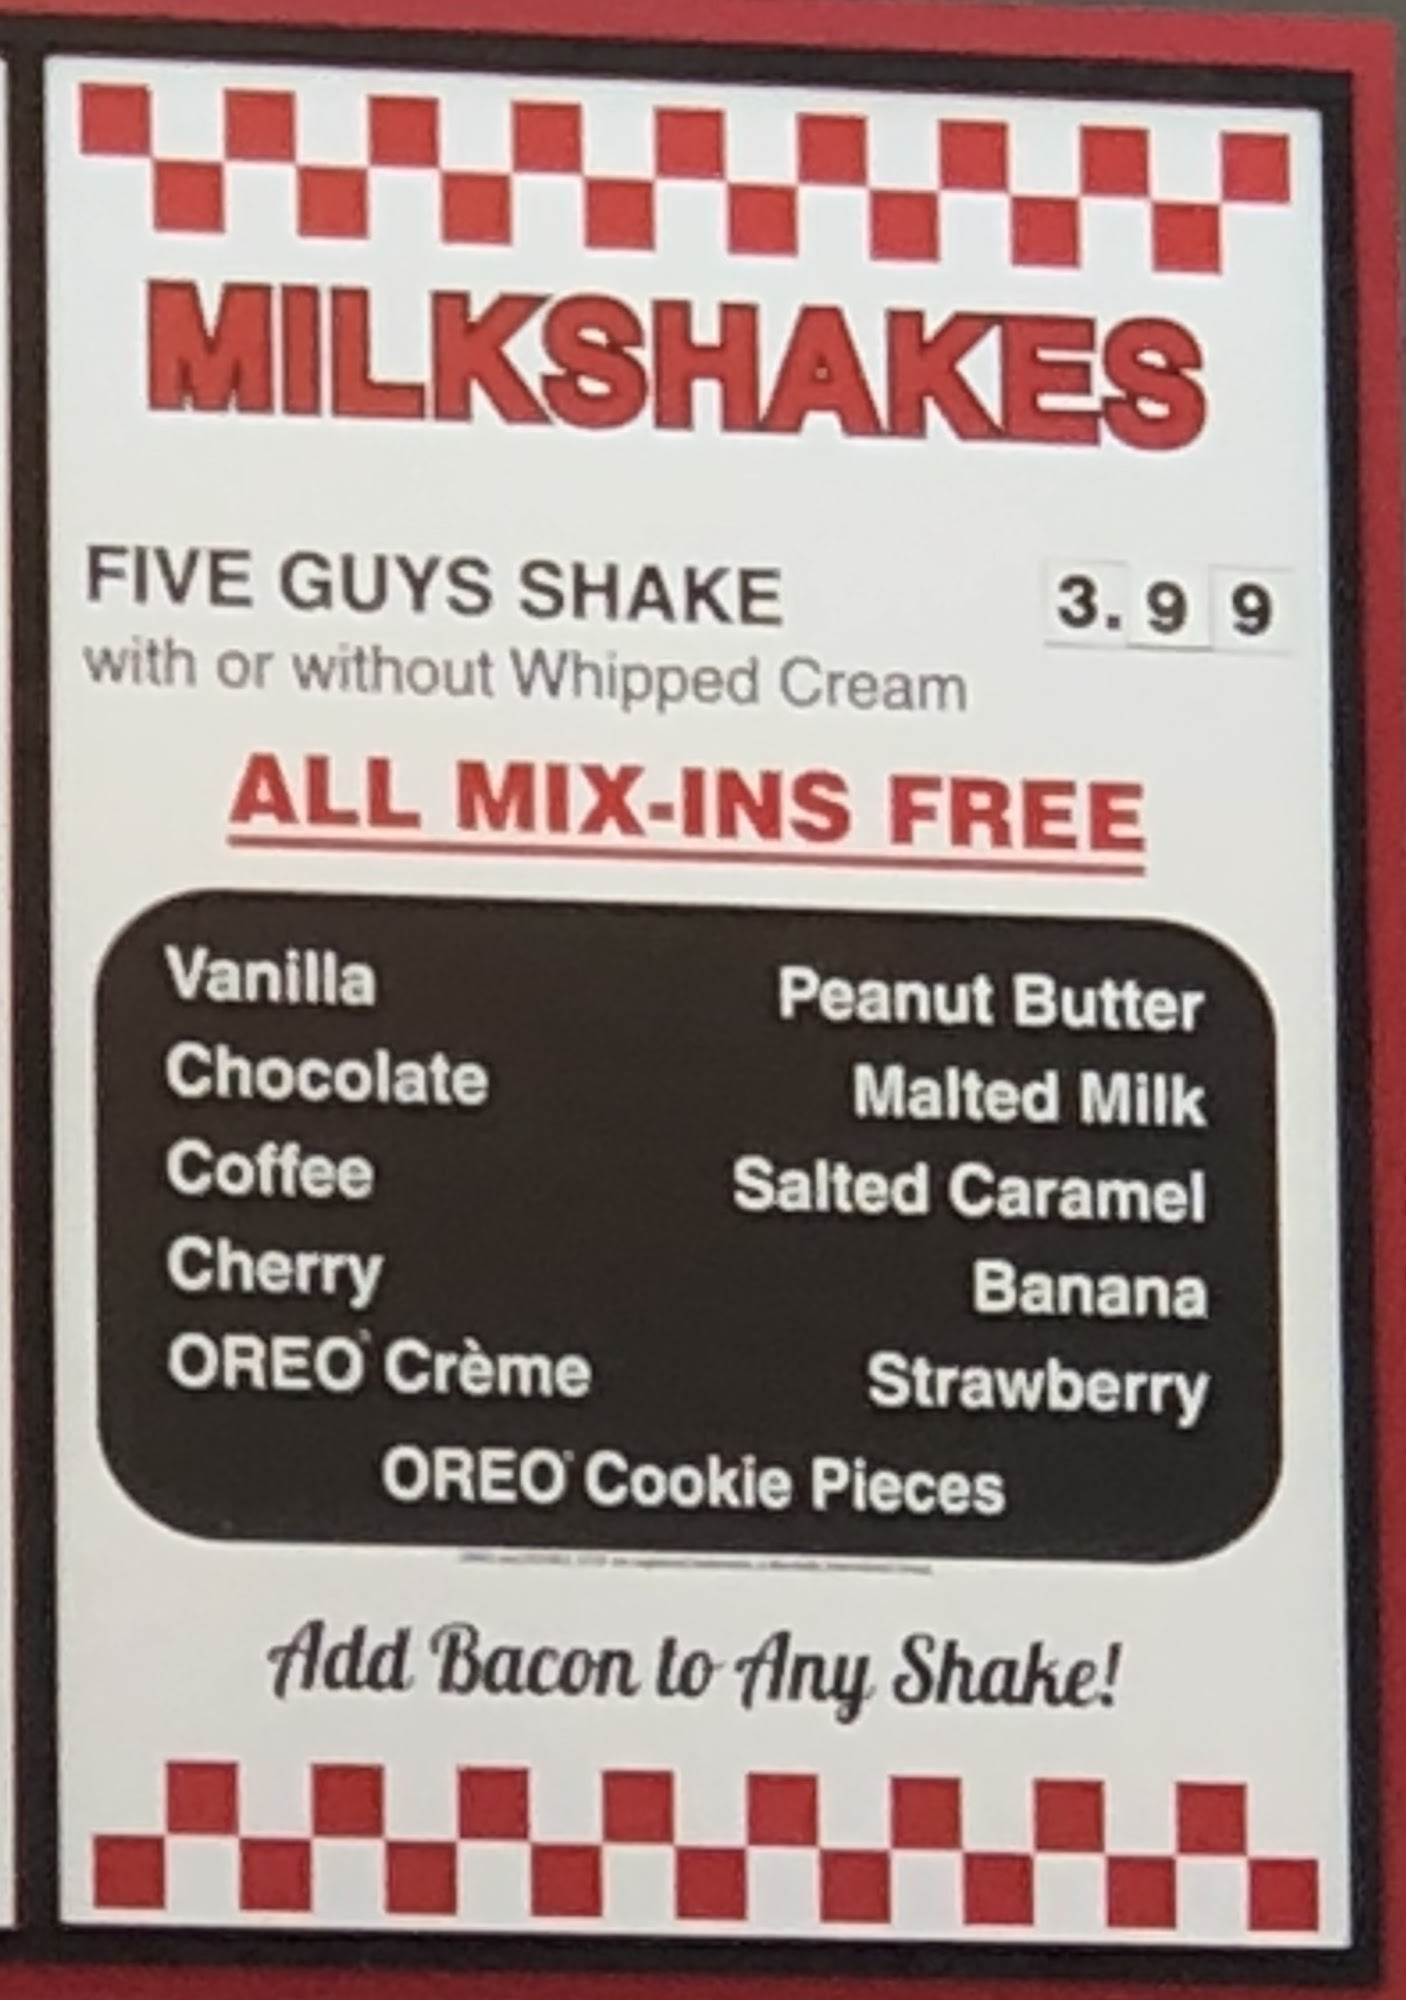 MILKSHAKES
FIVE GUYS SHAKE 3.99
with or without Whipped Cream
ALL MIX-INS FREE
Vanilla Peanut Butter
Chocolate Malted Milk
Coffee Salted Caramel
Cherry Banana
OREO Crème Strawberry
OREO Cookie Pieces
Add Bacon to Any Shake!